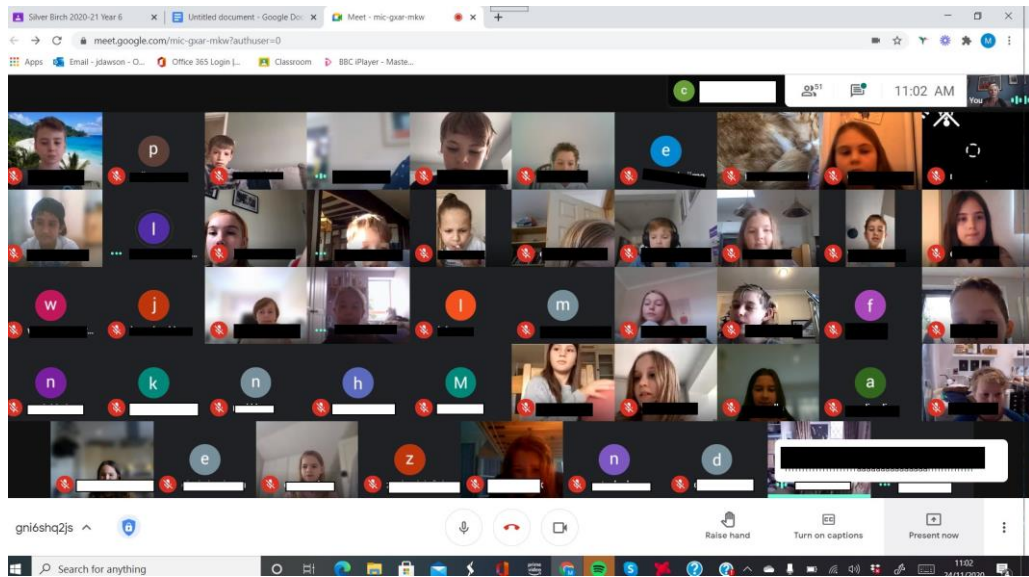 Silver Birch 2020-21 Year 6
Untitled document - Google Doc
Meet - mic-gxar-mkw
meet.google.com/mic-gxar-mkw?authuser=0
M
Apps
Email - jdawson - O...
Office 365 Login |...
Classroom
BBC iPlayer - Maste...
c
51
11:02 AM
You
p
e
l
w
j
l
m
f
n
k
n
h
M
a
e
z
n
d
gni6shq2js
Raise hand
Turn on captions
Present now
Search for anything
11:02
24/11/2020